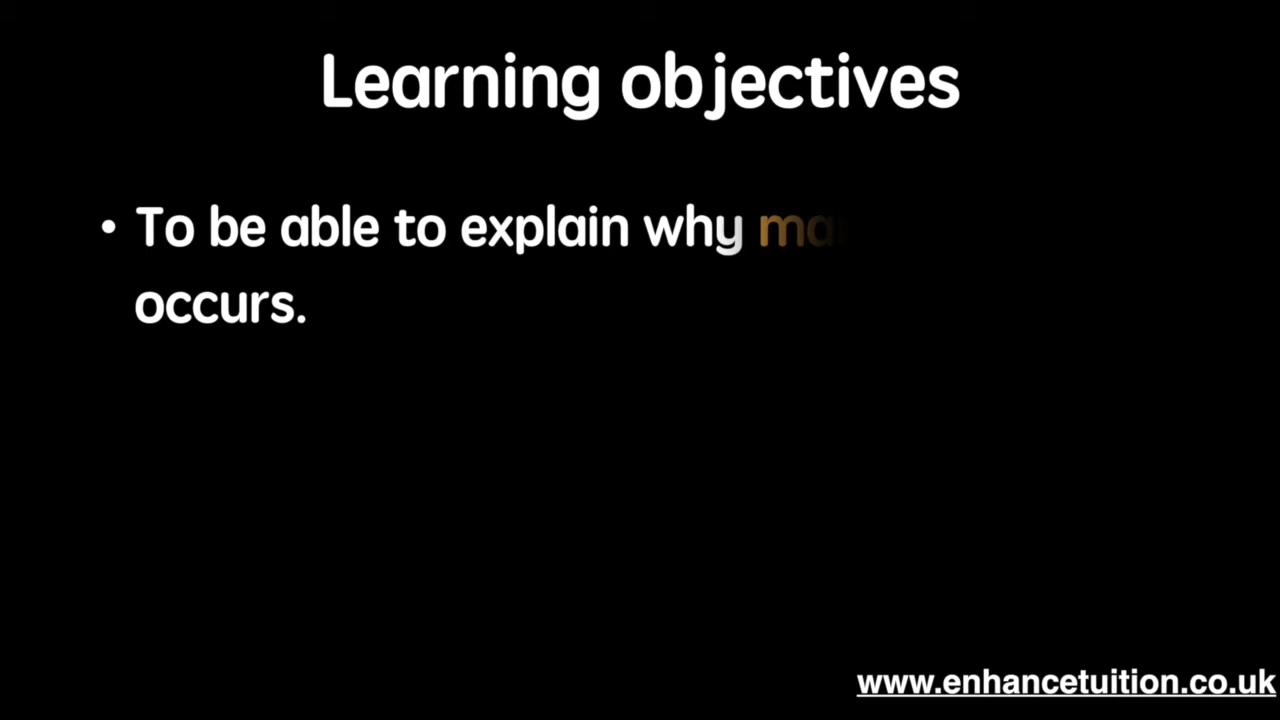 Learning objectives
• To be able to explain why
occurs.
www.enhancetuition.co.uk